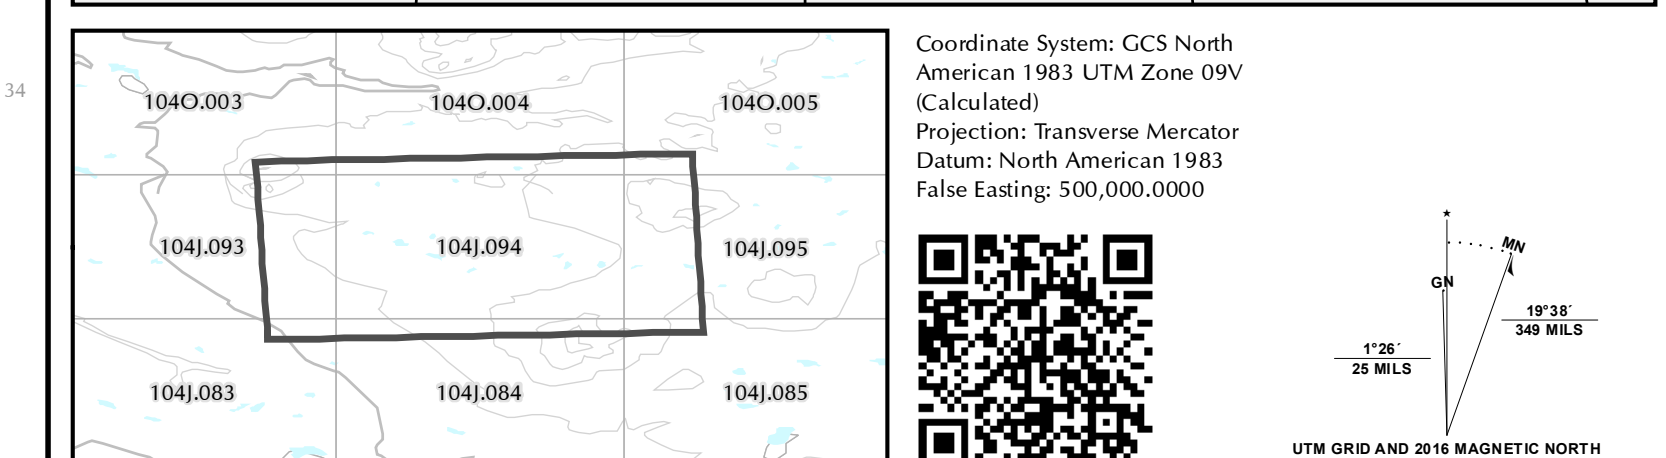 34
104O.003
104O.004
104O.005
104J.093
104J.094
104J.095
104J.083
104J.084
104J.085
Coordinate System: GCS North
American 1983 UTM Zone 09V
(Calculated)
Projection: Transverse Mercator
Datum: North American 1983
False Easting: 500,000.0000
MN
GN
19°38´
349 MILS
1°26´
25 MILS
UTM GRID AND 2016 MAGNETIC NORTH